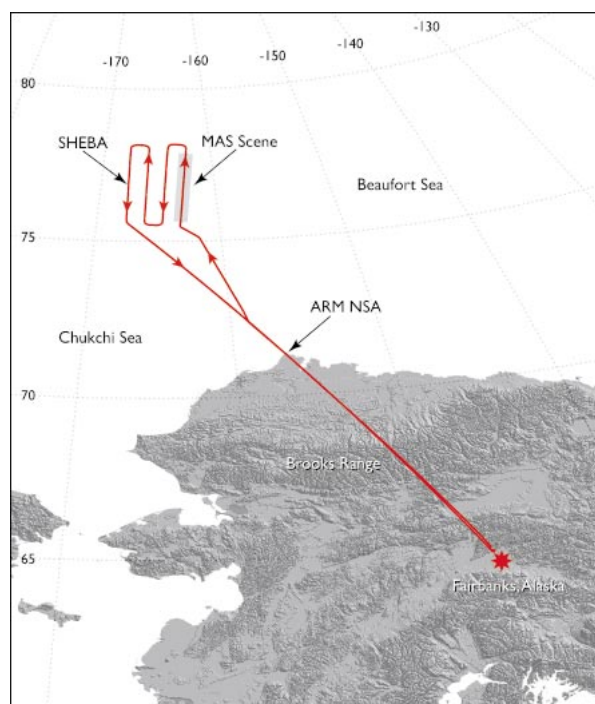 -170
-160
-150
-140
-130
80
SHEBA
MAS Scene
Beaufort Sea
75
ARM NSA
Chukchi Sea
70
Brooks Range
65
Fairbanks, Alaska